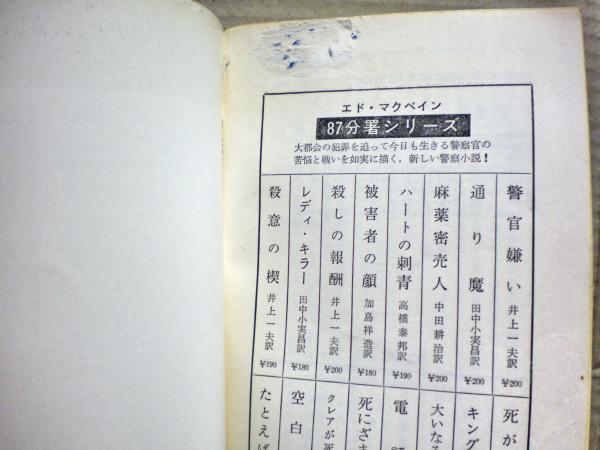 エド・マクベイン
87分署シリーズ
大都会の犯罪を追って今日も生きる警察官の
苦悩と戦いを如実に描く，新しい警察小説！
警官嫌い 井上一夫訳 ¥200
通り魔 田中小実昌訳 ¥200
麻薬密売人 中田耕治訳 ¥200
ハートの刺青 高橋泰邦訳 ¥190
被害者の顔 加島祥造訳 ¥180
殺しの報酬 井上一夫訳 ¥200
レディ・キラー 田中小実昌訳 ¥180
殺意の楔 井上一夫訳 ¥190
死が
キング
大いなる
電
死にざま
クレアが死
空白
たとえば